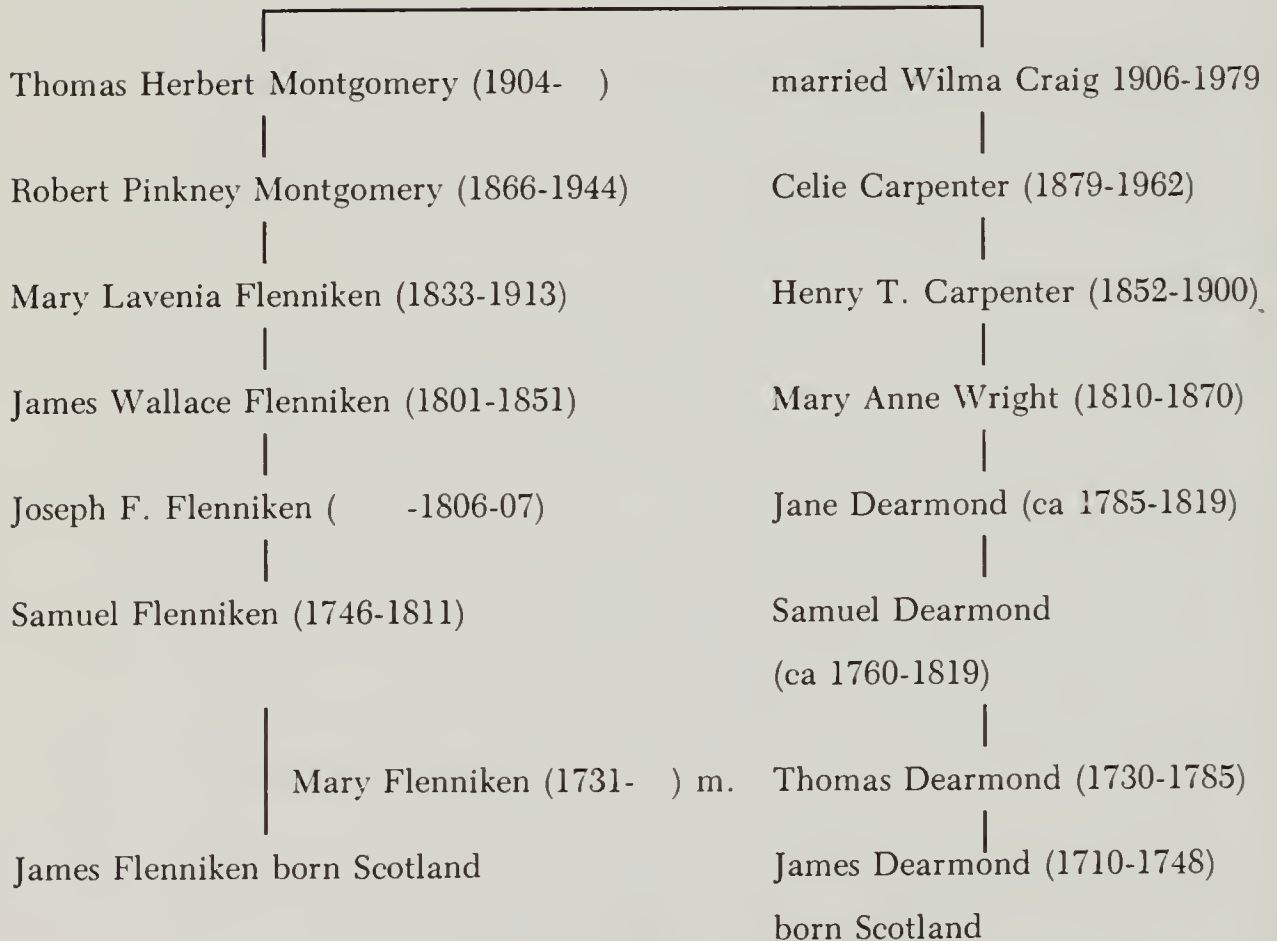 Thomas Herbert Montgomery (1904- )
married Wilma Craig 1906-1979
Robert Pinkney Montgomery (1866-1944)
Celie Carpenter (1879-1962)
Mary Lavenia Flenniken (1833-1913)
Henry T. Carpenter (1852-1900)
James Wallace Flenniken (1801-1851)
Mary Anne Wright (1810-1870)
Joseph F. Flenniken ( -1806-07)
Jane Dearmond (ca 1785-1819)
Samuel Flenniken (1746-1811)
Samuel Dearmond
(ca 1760-1819)
Mary Flenniken (1731- ) m.
Thomas Dearmond (1730-1785)
James Flenniken born Scotland
James Dearmond (1710-1748)
born Scotland